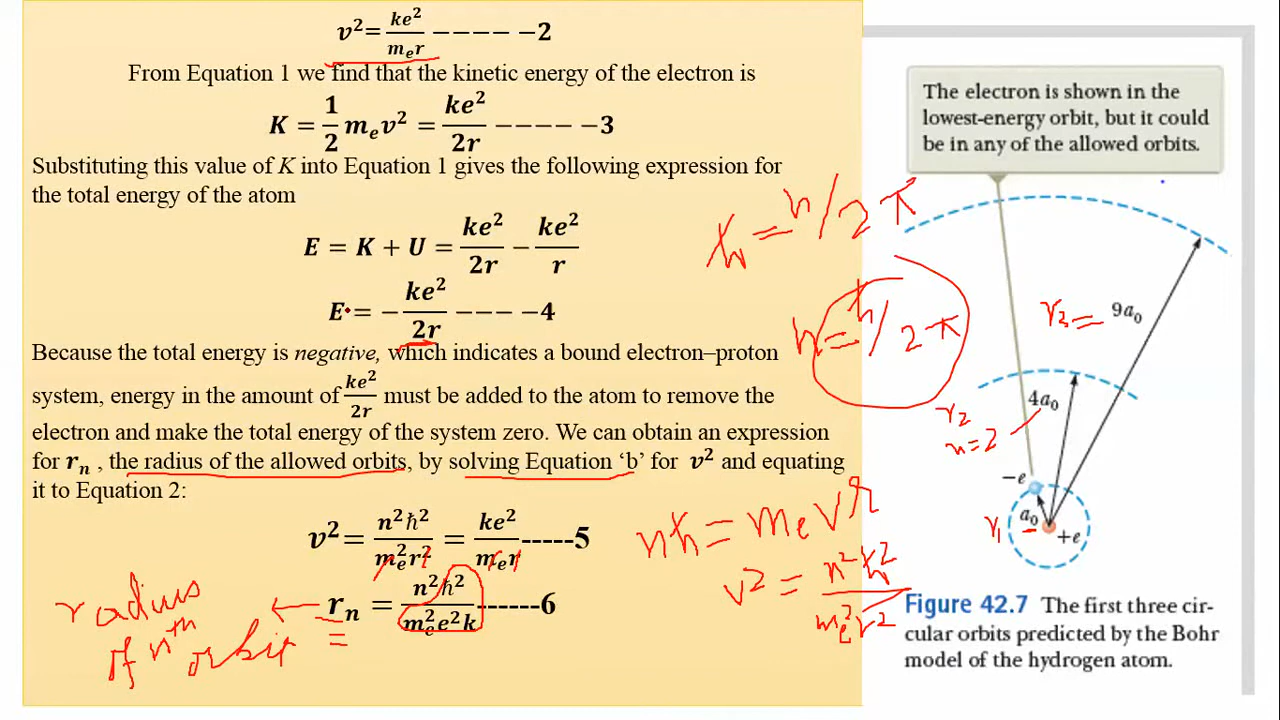 v² = ke²/mₑr - - - - - -2
From Equation 1 we find that the kinetic energy of the electron is
K = 1/2 mₑv² = ke²/2r - - - - - -3
Substituting this value of K into Equation 1 gives the following expression for
the total energy of the atom
E = K + U = ke²/2r − ke²/r
E = − ke²/2r - - - - -4
Because the total energy is negative, which indicates a bound electron–proton
system, energy in the amount of ke²/2r must be added to the atom to remove the
electron and make the total energy of the system zero. We can obtain an expression
for rₙ, the radius of the allowed orbits, by solving Equation ‘b’ for v² and equating
it to Equation 2:
v² = n²ħ²/mₑ²r² = ke²/mₑr -----5
rₙ = n²ħ²/mₑ²e²k ------6
radius
of nᵗʰ
orbit
ħ = h/2π
nħ = mₑvr
v² = n²ħ²/mₑ²r²
The electron is shown in the
lowest-energy orbit, but it could
be in any of the allowed orbits.
r₃ = 9a₀
4a₀
r₂
n=2
−e
r₁ a₀
+e
Figure 42.7 The first three cir-
cular orbits predicted by the Bohr
model of the hydrogen atom.